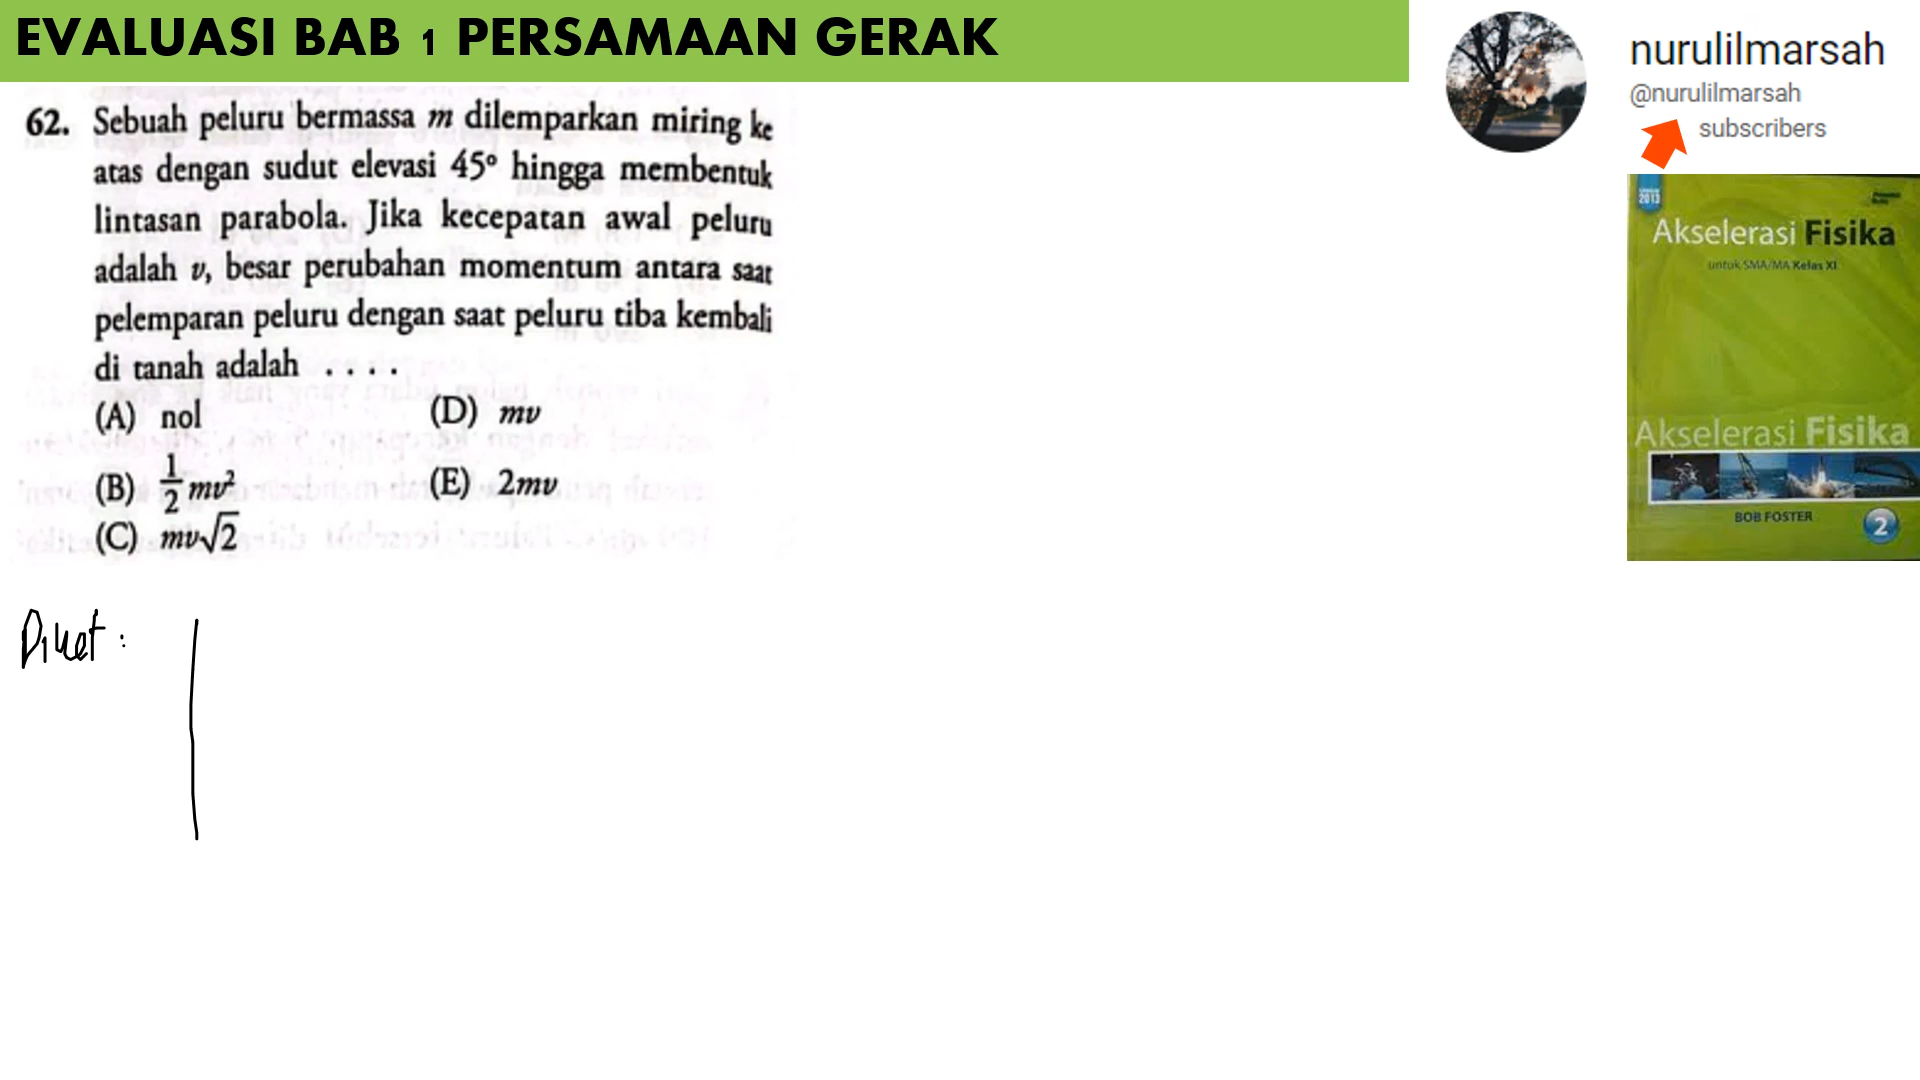 EVALUASI BAB 1 PERSAMAAN GERAK
nurulilmarsah
@nurulilmarsah
subscribers
62. Sebuah peluru bermassa m dilemparkan miring ke
atas dengan sudut elevasi 45° hingga membentuk
lintasan parabola. Jika kecepatan awal peluru
adalah v, besar perubahan momentum antara saat
pelemparan peluru dengan saat peluru tiba kembali
di tanah adalah . . . .
(A) nol (D) mv
(B) 1/2 mv² (E) 2mv
(C) mv√2
2013
Akselerasi Fisika
untuk SMA/MA Kelas XI
Akselerasi Fisika
BOB FOSTER
2
Diket :